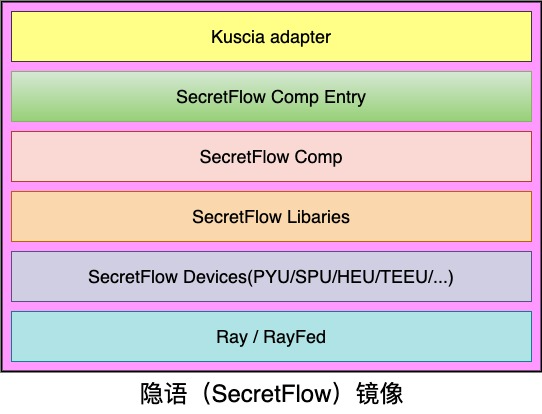 Kuscia adapter
SecretFlow Comp Entry
SecretFlow Comp
SecretFlow Libaries
SecretFlow Devices(PYU/SPU/HEU/TEEU/...)
Ray / RayFed
隐语（SecretFlow）镜像